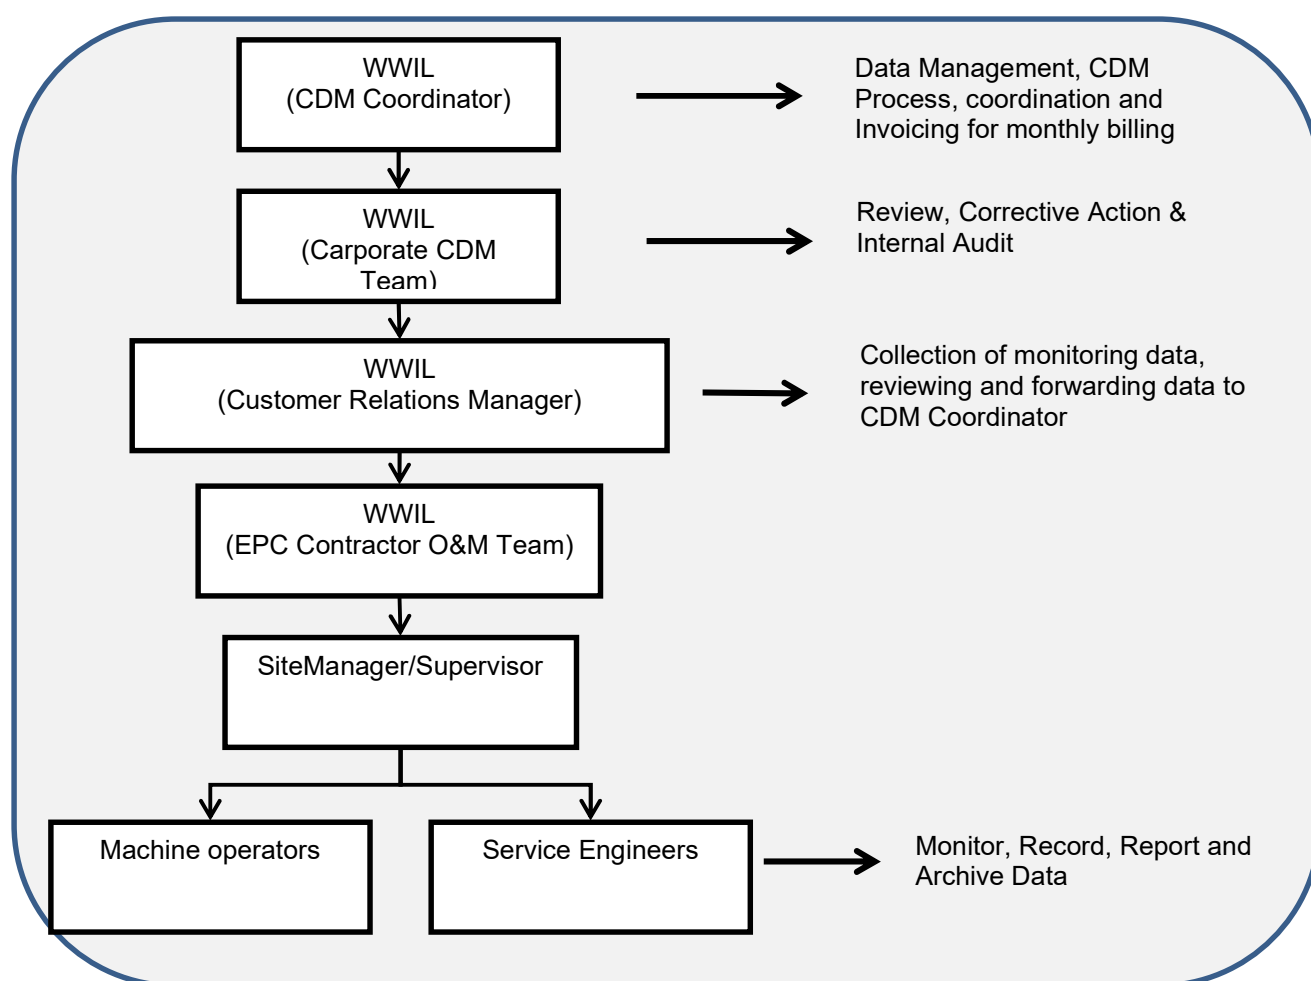 WWIL
(CDM Coordinator)
Data Management, CDM
Process, coordination and
Invoicing for monthly billing
WWIL
(Carporate CDM
Team)
Review, Corrective Action &
Internal Audit
WWIL
(Customer Relations Manager)
Collection of monitoring data,
reviewing and forwarding data to
CDM Coordinator
WWIL
(EPC Contractor O&M Team)
SiteManager/Supervisor
Machine operators
Service Engineers
Monitor, Record, Report and
Archive Data